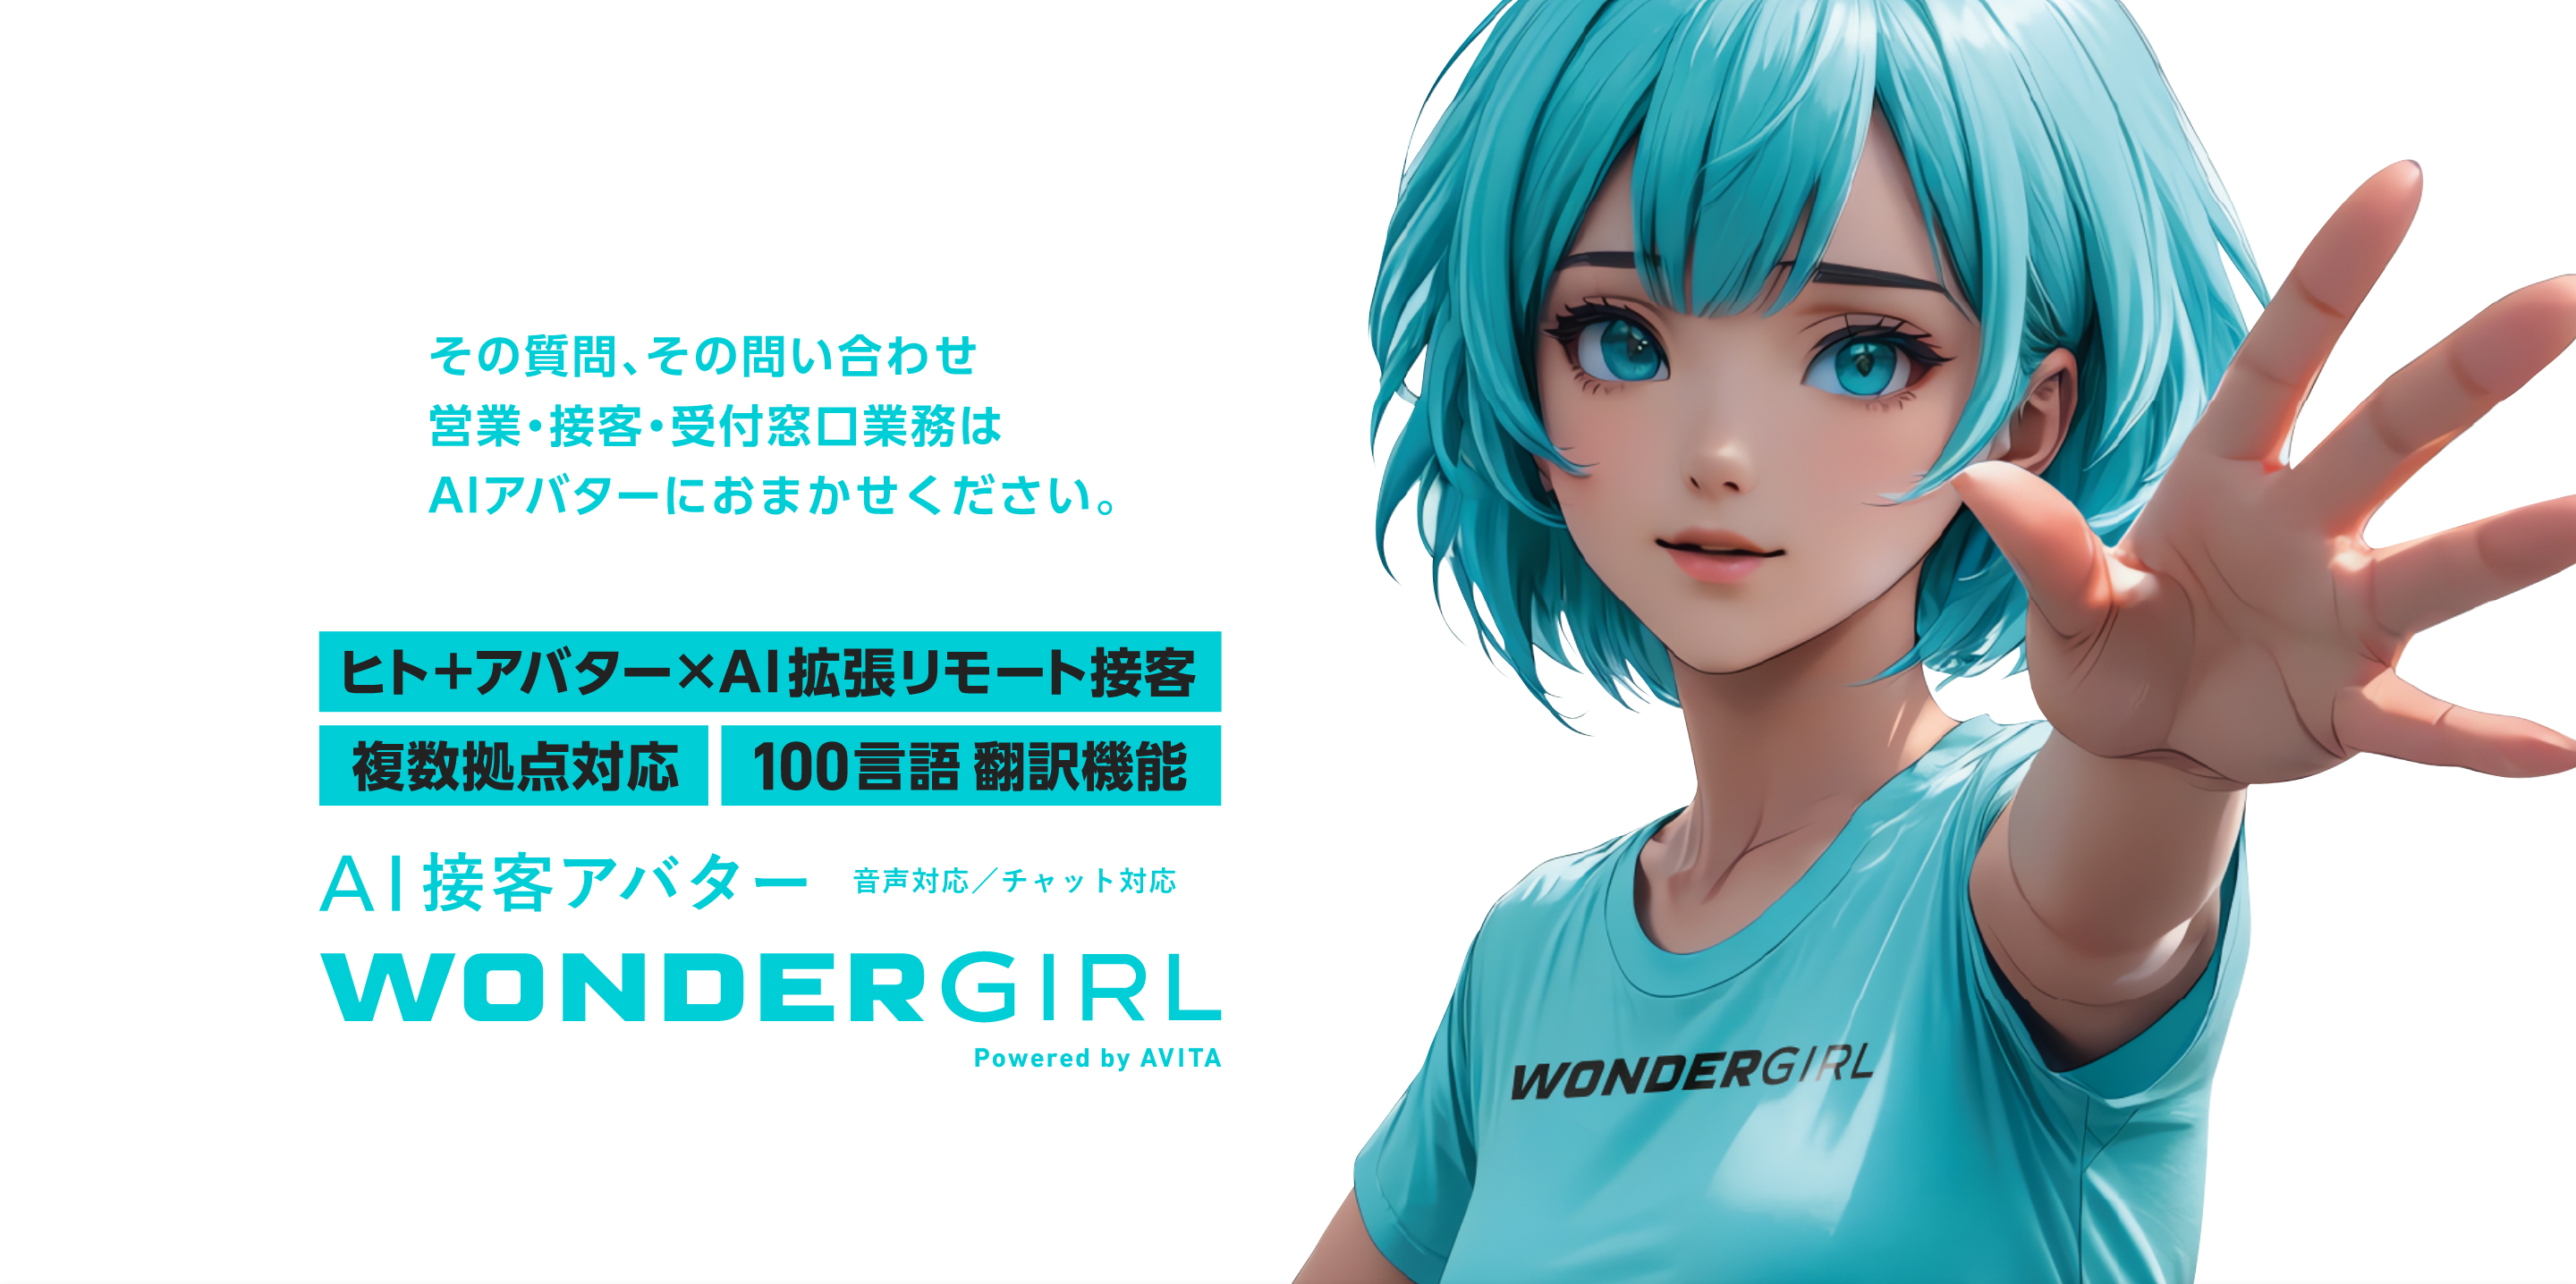 その質問、その問い合わせ
営業・接客・受付窓口業務は
AIアバターにおまかせください。
ヒト＋アバター×AI拡張リモート接客
複数拠点対応
100言語 翻訳機能
AI接客アバター 音声対応／チャット対応
WONDERGIRL
Powered by AVITA
WONDERGIRL